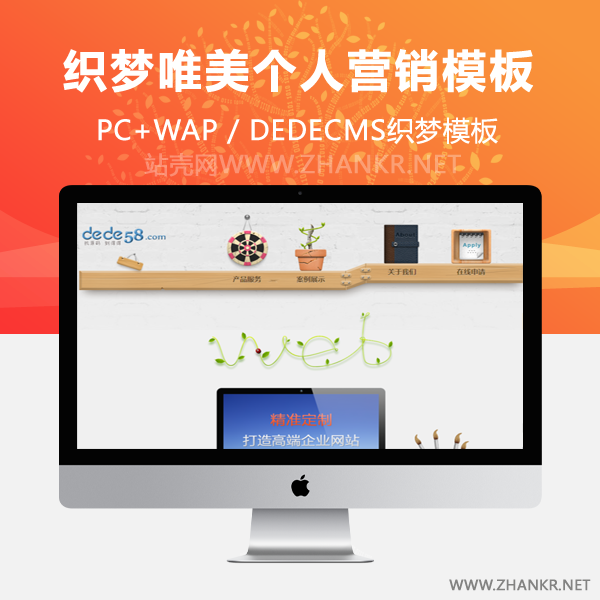 织梦唯美个人营销模板
PC+WAP / DEDECMS织梦模板
站壳网WWW.ZHANKR.NET
dede58.com
About
Apply
产品服务
案例展示
关于我们
在线申请
web
精准定制
打造高端企业网站
WWW.ZHANKR.NET